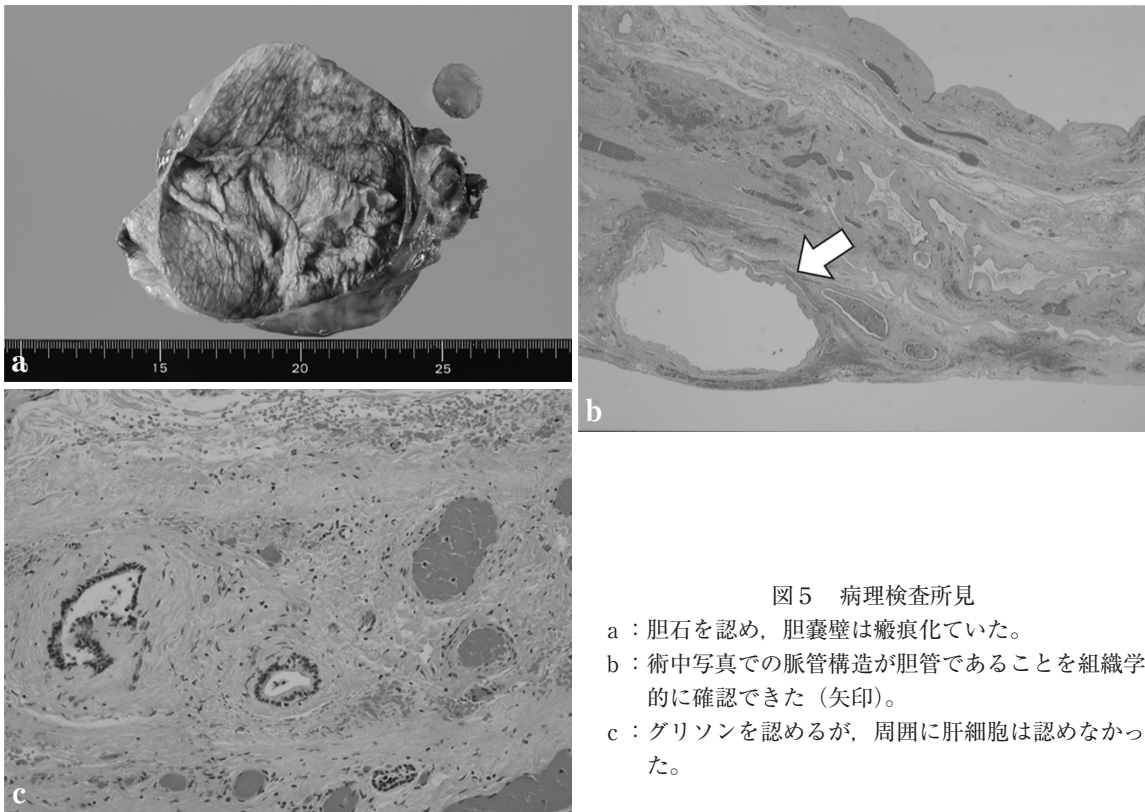 a
15 20 25
b
c
図5 病理検査所見
a：胆石を認め，胆嚢壁は瘢痕化ていた。
b：術中写真での脈管構造が胆管であることを組織学
的に確認できた（矢印）。
c：グリソンを認めるが，周囲に肝細胞は認めなかっ
た。